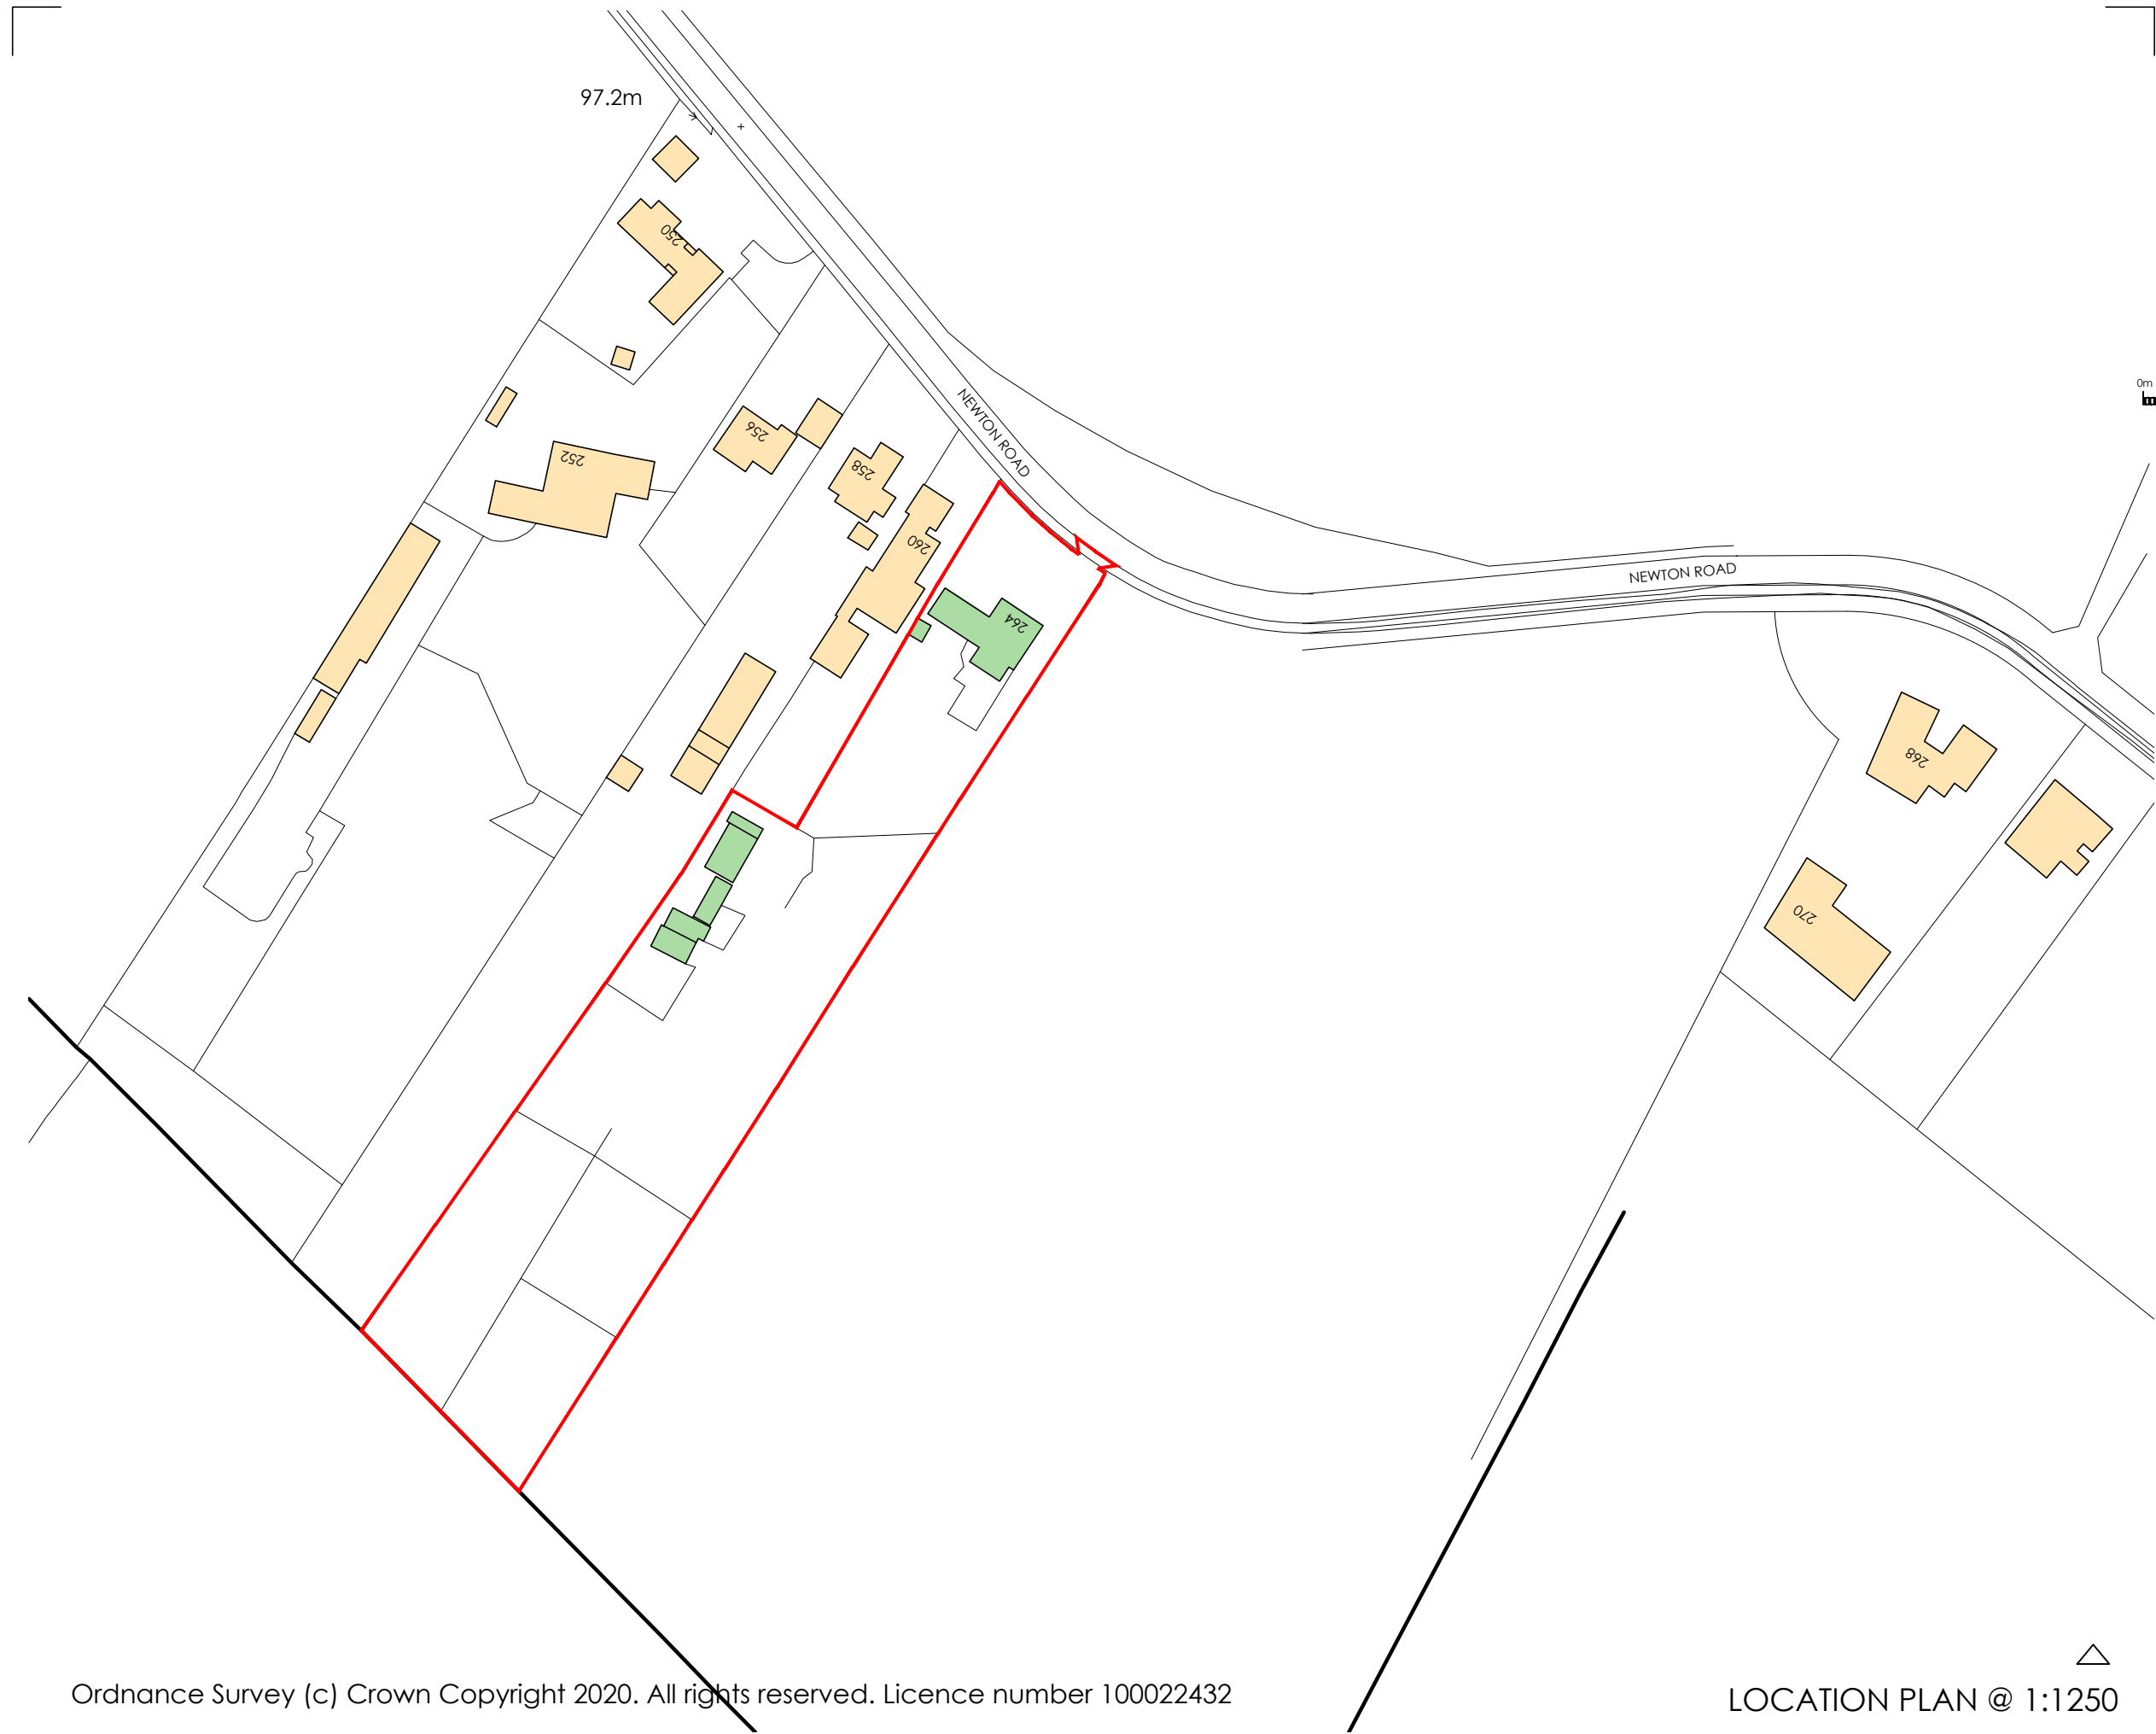 97.2m
250
0m
NEWTON ROAD
256
252
258
260
NEWTON ROAD
264
268
270
Ordnance Survey (c) Crown Copyright 2020. All rights reserved. Licence number 100022432
LOCATION PLAN @ 1:1250